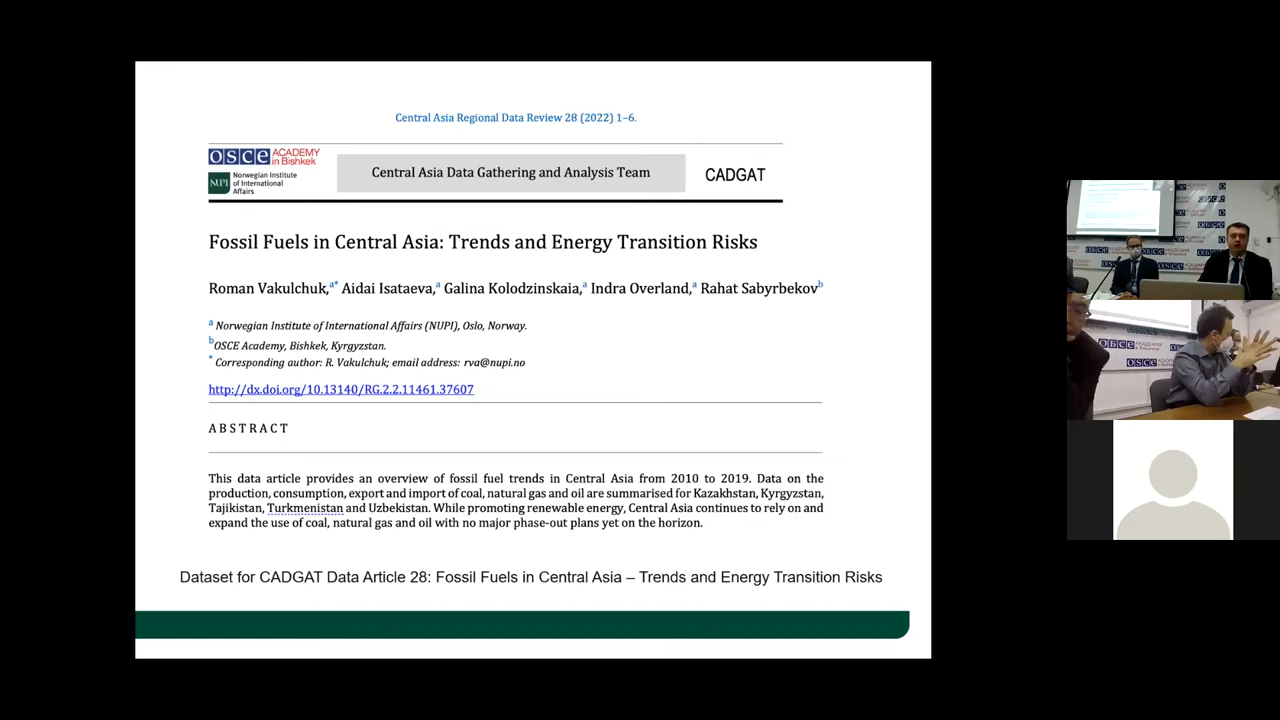 Central Asia Regional Data Review 28 (2022) 1–6.
OSCE ACADEMY in Bishkek
NUPI Norwegian Institute of International Affairs
Central Asia Data Gathering and Analysis Team
CADGAT
Fossil Fuels in Central Asia: Trends and Energy Transition Risks
Roman Vakulchuk,a* Aidai Isataeva,a Galina Kolodzinskaia,a Indra Overland,a Rahat Sabyrbekovb
a Norwegian Institute of International Affairs (NUPI), Oslo, Norway.
bOSCE Academy, Bishkek, Kyrgyzstan.
* Corresponding author: R. Vakulchuk; email address: rva@nupi.no
http://dx.doi.org/10.13140/RG.2.2.11461.37607
ABSTRACT
This data article provides an overview of fossil fuel trends in Central Asia from 2010 to 2019. Data on the
production, consumption, export and import of coal, natural gas and oil are summarised for Kazakhstan, Kyrgyzstan,
Tajikistan, Turkmenistan and Uzbekistan. While promoting renewable energy, Central Asia continues to rely on and
expand the use of coal, natural gas and oil with no major phase-out plans yet on the horizon.
Dataset for CADGAT Data Article 28: Fossil Fuels in Central Asia – Trends and Energy Transition Risks